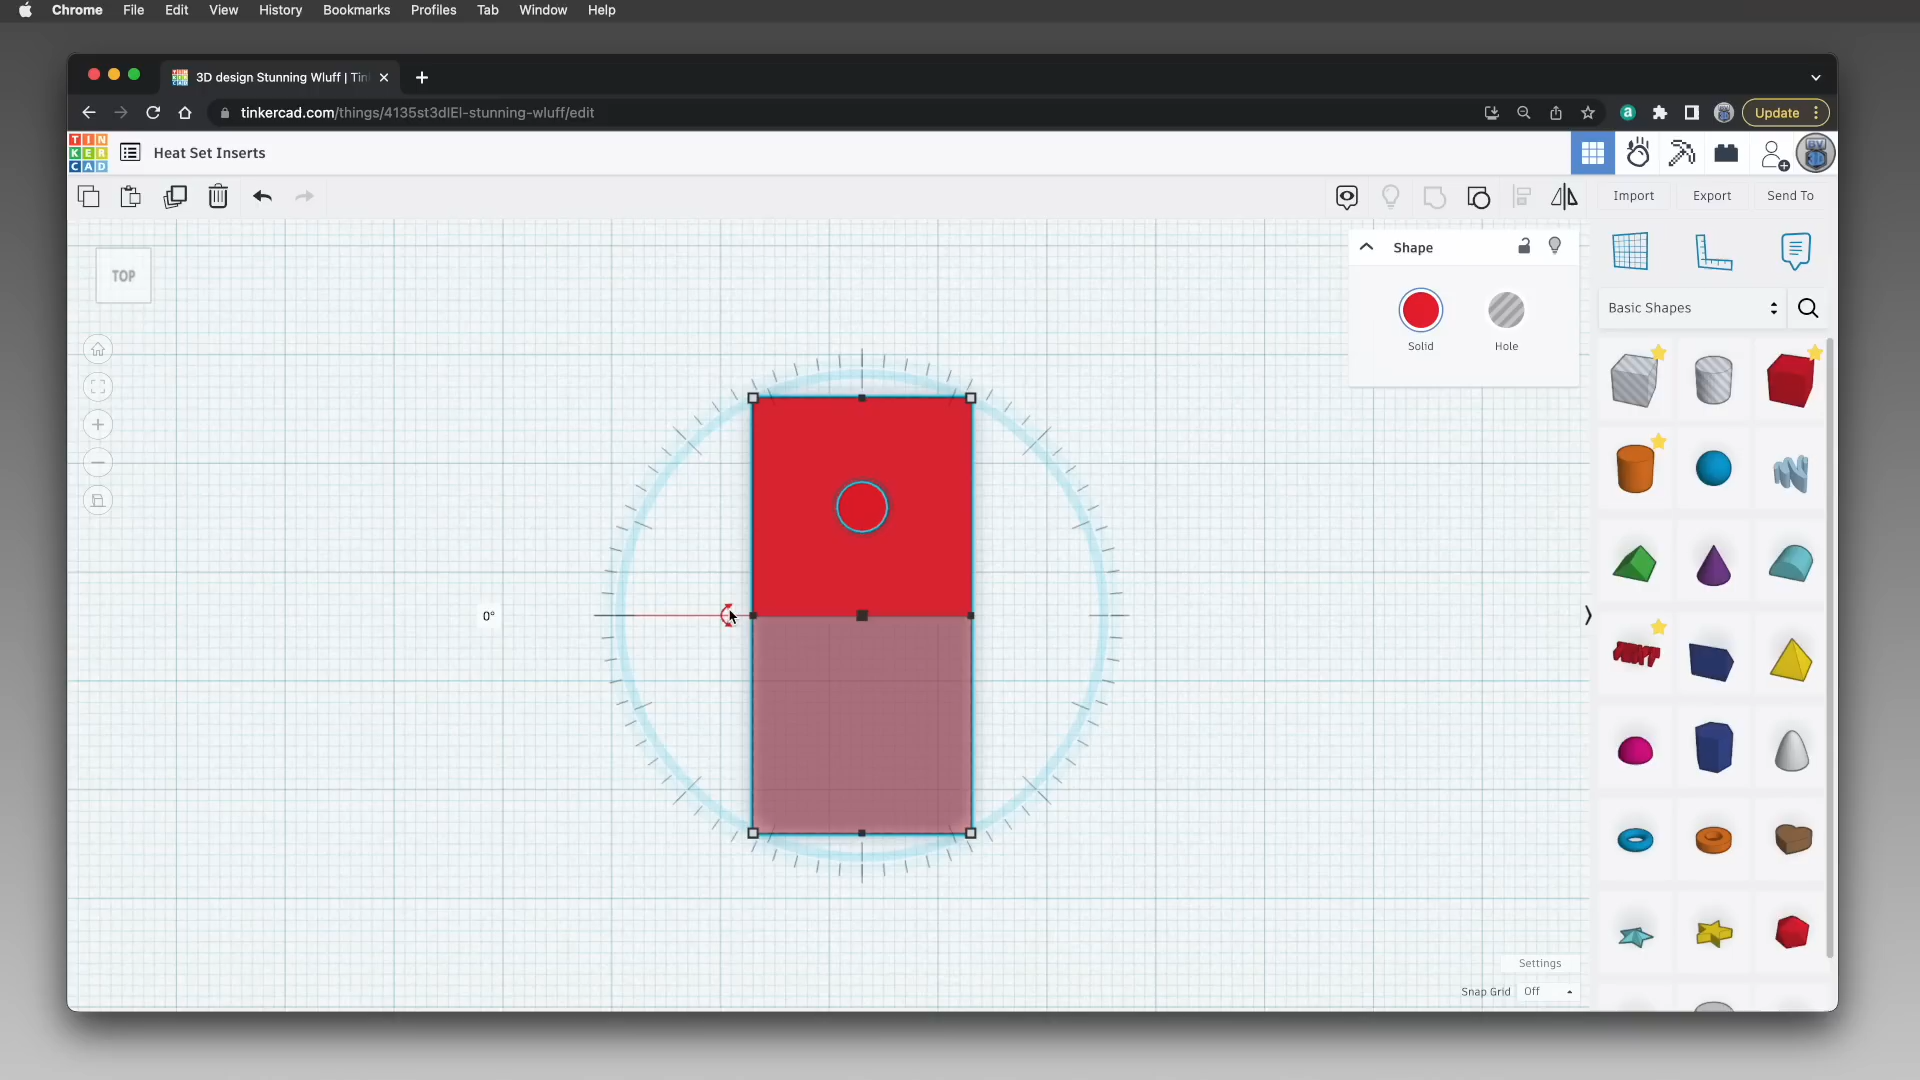 Chrome File Edit View History Bookmarks Profiles Tab Window Help
3D design Stunning Wluff | Tin
tinkercad.com/things/4135st3dlEl-stunning-wluff/edit
Update
TIN
KER
CAD
Heat Set Inserts
Import Export Send To
TOP
Shape
Solid Hole
Basic Shapes
0°
Settings
Snap Grid Off